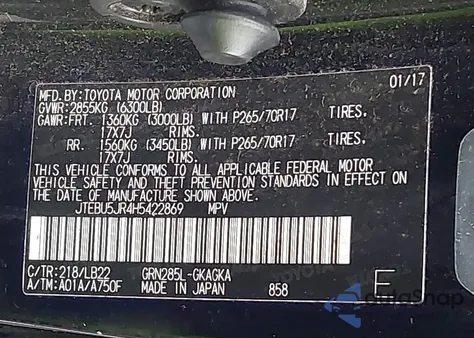 MFD.BY:TOYOTA MOTOR CORPORATION 01/17
GVWR:2855KG (6300LB)
GAWR:FRT. 1360KG (3000LB) WITH P265/70R17 TIRES.
17X7J RIMS.
RR. 1560KG (3450LB) WITH P265/70R17 TIRES.
17X7J RIMS.
THIS VEHICLE CONFORMS TO ALL APPLICABLE FEDERAL MOTOR
VEHICLE SAFETY AND THEFT PREVENTION STANDARDS IN EFFECT ON
THE DATE OF MANUFACTURE SHOWN ABOVE.
JTEBU5JR4H5422869 MPV
C/TR:218/LB22 GRN285L-GKAGKA
A/TM:A01A/A750F MADE IN JAPAN 858 E
autoSnap